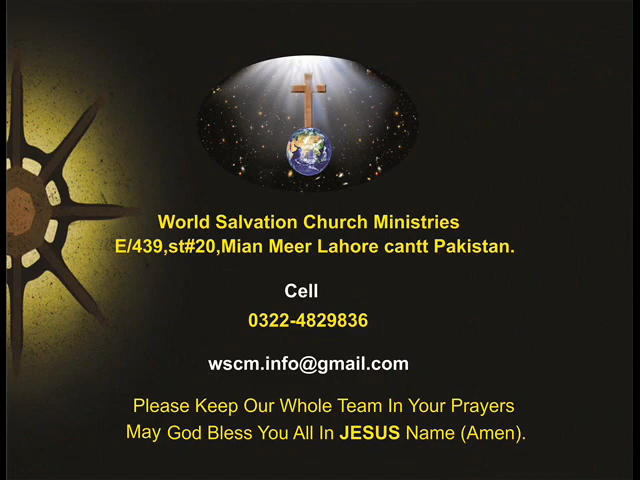 World Salvation Church Ministries
E/439,st#20,Mian Meer Lahore cantt Pakistan.
Cell
0322-4829836
wscm.info@gmail.com
Please Keep Our Whole Team In Your Prayers
May God Bless You All In JESUS Name (Amen).